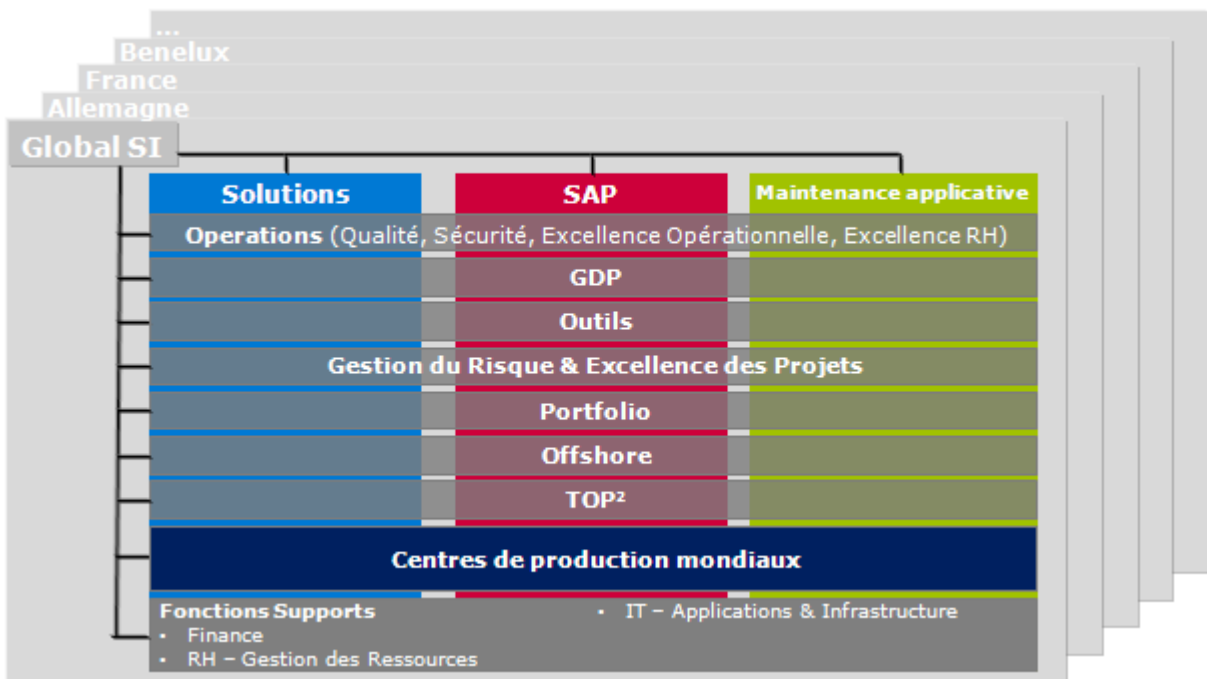 ...
Benelux
France
Allemagne
Global SI
Solutions
SAP
Maintenance applicative
Operations (Qualité, Sécurité, Excellence Opérationnelle, Excellence RH)
GDP
Outils
Gestion du Risque & Excellence des Projets
Portfolio
Offshore
TOP²
Centres de production mondiaux
Fonctions Supports
• Finance
• RH – Gestion des Ressources
• IT – Applications & Infrastructure